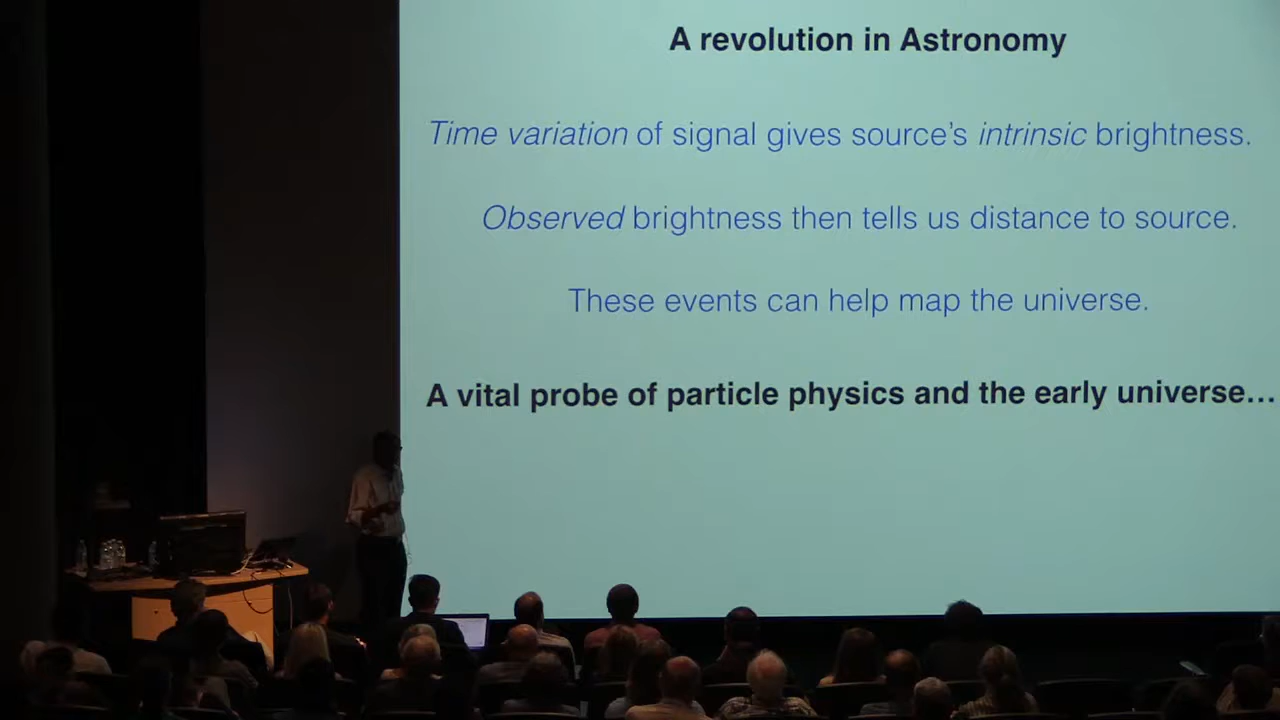 A revolution in Astronomy
Time variation of signal gives source's intrinsic brightness.
Observed brightness then tells us distance to source.
These events can help map the universe.
A vital probe of particle physics and the early universe...